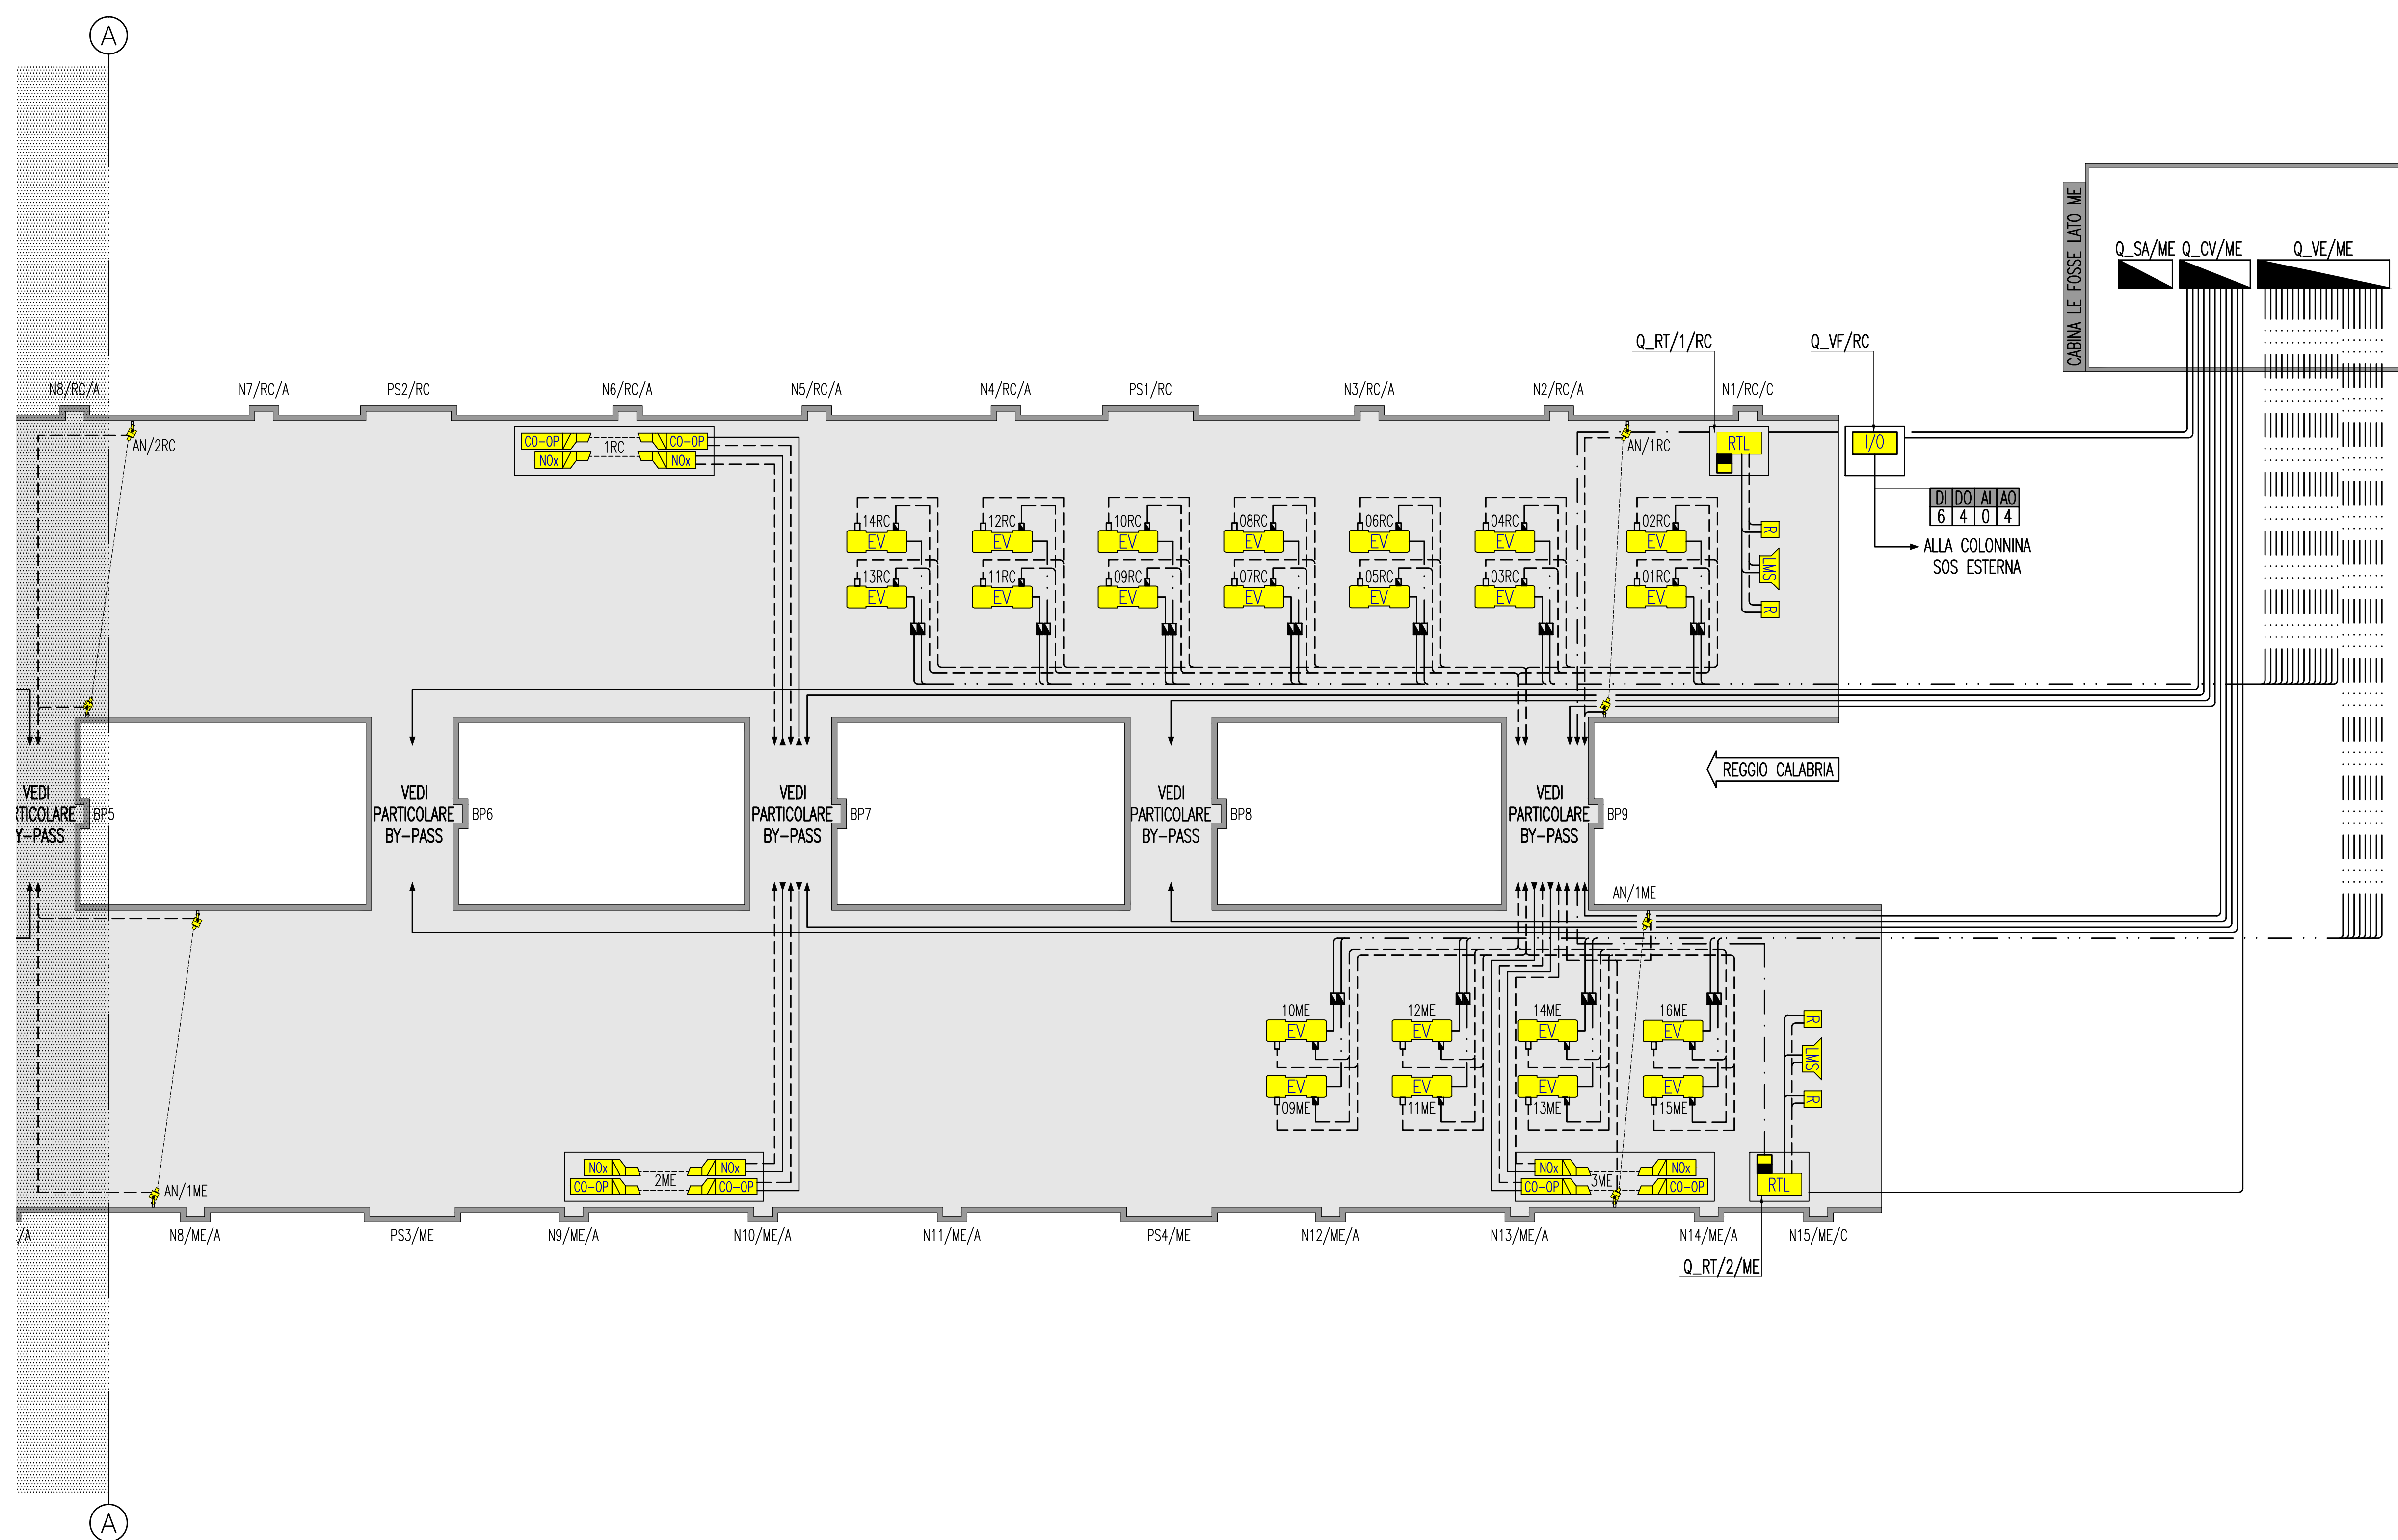 A
CABINA LE FOSSE LATO ME
Q_SA/ME Q_CV/ME Q_VE/ME
Q_RT/1/RC Q_VF/RC
N8/RC/A N7/RC/A PS2/RC N6/RC/A N5/RC/A N4/RC/A PS1/RC N3/RC/A N2/RC/A N1/RC/C
AN/2RC
CO-OP 1RC CO-OP
NOx NOx
AN/1RC
RTL
I/O
DI DO AI AO
6 4 0 4
ALLA COLONNINA
SOS ESTERNA
14RC 12RC 10RC 08RC 06RC 04RC 02RC
EV EV EV EV EV EV EV
13RC 11RC 09RC 07RC 05RC 03RC 01RC
EV EV EV EV EV EV EV
R
LMS
R
REGGIO CALABRIA
VEDI
RTICOLARE
Y-PASS
BP5
VEDI
PARTICOLARE
BY-PASS
BP6
VEDI
PARTICOLARE
BY-PASS
BP7
VEDI
PARTICOLARE
BY-PASS
BP8
VEDI
PARTICOLARE
BY-PASS
BP9
AN/1ME
10ME 12ME 14ME 16ME
EV EV EV EV
EV EV EV EV
09ME 11ME 13ME 15ME
R
LMS
R
AN/1ME
NOx 2ME NOx
CO-OP CO-OP
NOx 3ME NOx
CO-OP CO-OP
RTL
/A N8/ME/A PS3/ME N9/ME/A N10/ME/A N11/ME/A PS4/ME N12/ME/A N13/ME/A N14/ME/A N15/ME/C
Q_RT/2/ME
A